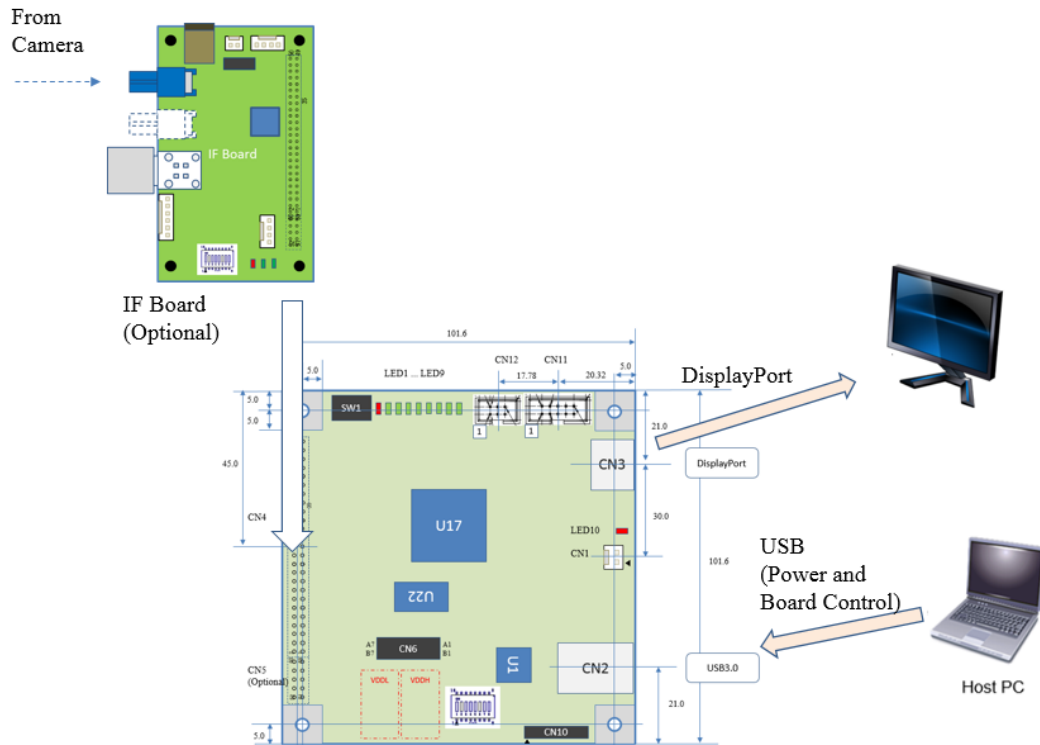 From
Camera
IF Board
IF Board
(Optional)
101.6
CN12
CN11
5.0
LED1 ... LED9
17.78
20.32
5.0
DisplayPort
5.0
5.0
SW1
1
1
21.0
CN3
DisplayPort
45.0
CN4
U17
30.0
LED10
CN1
101.6
USB
(Power and
Board Control)
U22
A7
B7
CN6
A1
B1
CN5
(Optional)
VDDL
VDDH
U1
CN2
USB3.0
Host PC
21.0
5.0
CN10